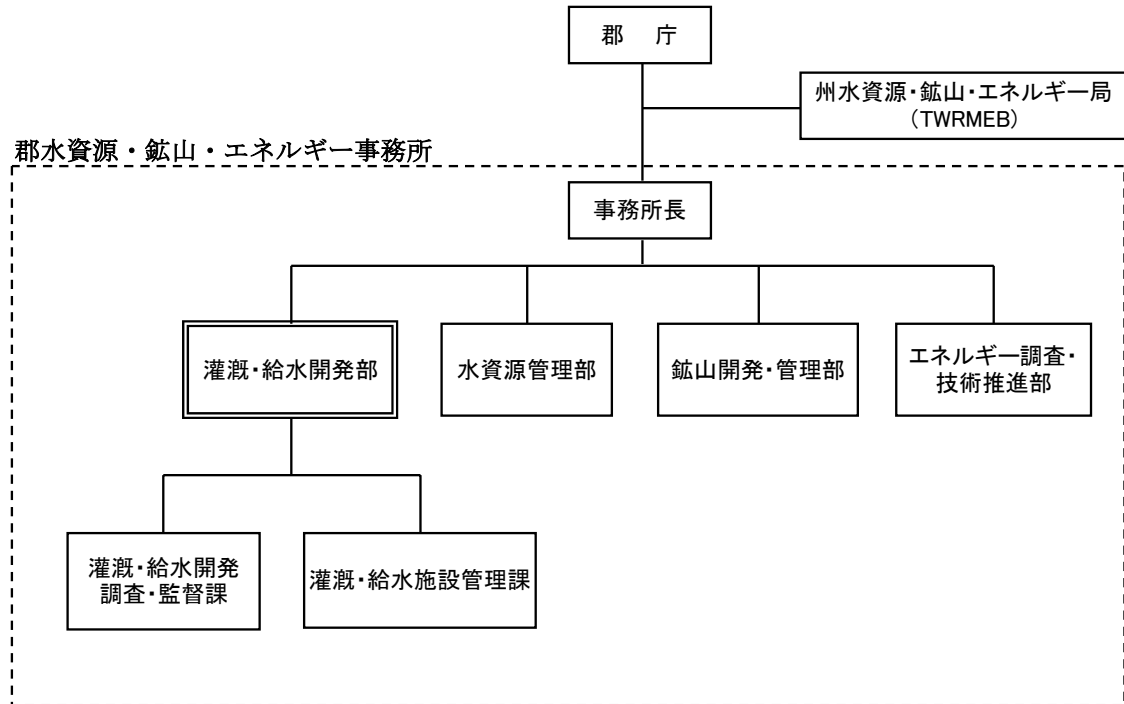 郡　庁
州水資源・鉱山・エネルギー局
(TWRMEB)
郡水資源・鉱山・エネルギー事務所
事務所長
灌漑・給水開発部
水資源管理部
鉱山開発・管理部
エネルギー調査・
技術推進部
灌漑・給水開発
調査・監督課
灌漑・給水施設管理課